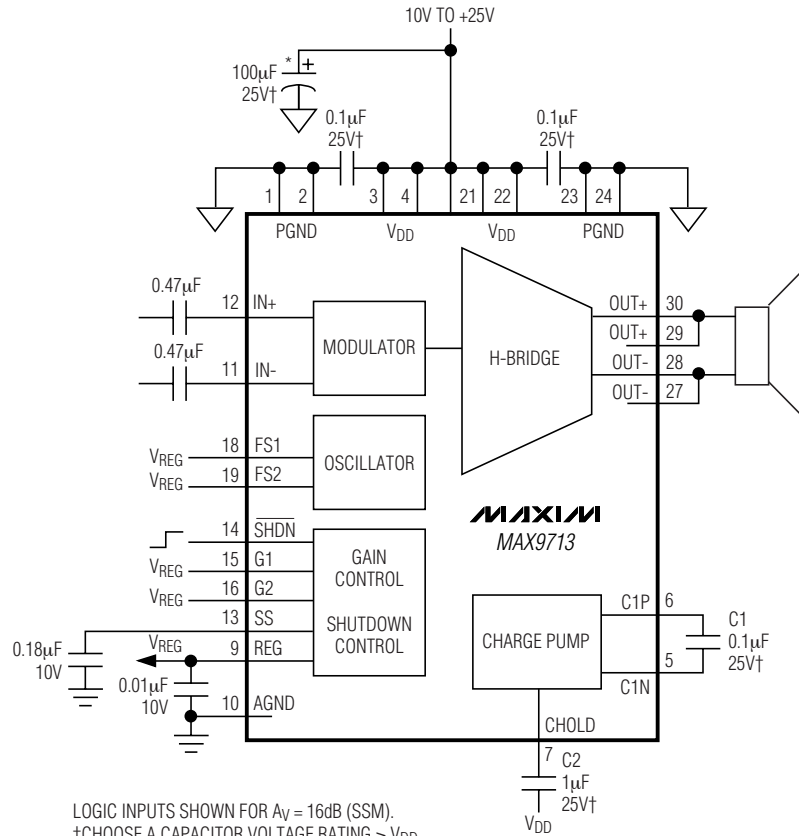 10V TO +25V
* +
100µF
25V†
0.1µF
25V†
0.1µF
25V†
1 2 3 4 21 22 23 24
PGND VDD VDD PGND
0.47µF
12 IN+
0.47µF
11 IN-
MODULATOR
H-BRIDGE
OUT+ 30
OUT+ 29
OUT- 28
OUT- 27
VREG 18 FS1
VREG 19 FS2
OSCILLATOR
MAXIM
MAX9713
14 SHDN
VREG 15 G1
VREG 16 G2
13 SS
VREG 9 REG
GAIN
CONTROL
SHUTDOWN
CONTROL
0.18µF
10V
0.01µF
10V
10 AGND
CHARGE PUMP
C1P 6
C1
0.1µF
25V†
5
C1N
CHOLD
7 C2
1µF
25V†
VDD
LOGIC INPUTS SHOWN FOR AV = 16dB (SSM).
†CHOOSE A CAPACITOR VOLTAGE RATING ≥ VDD.